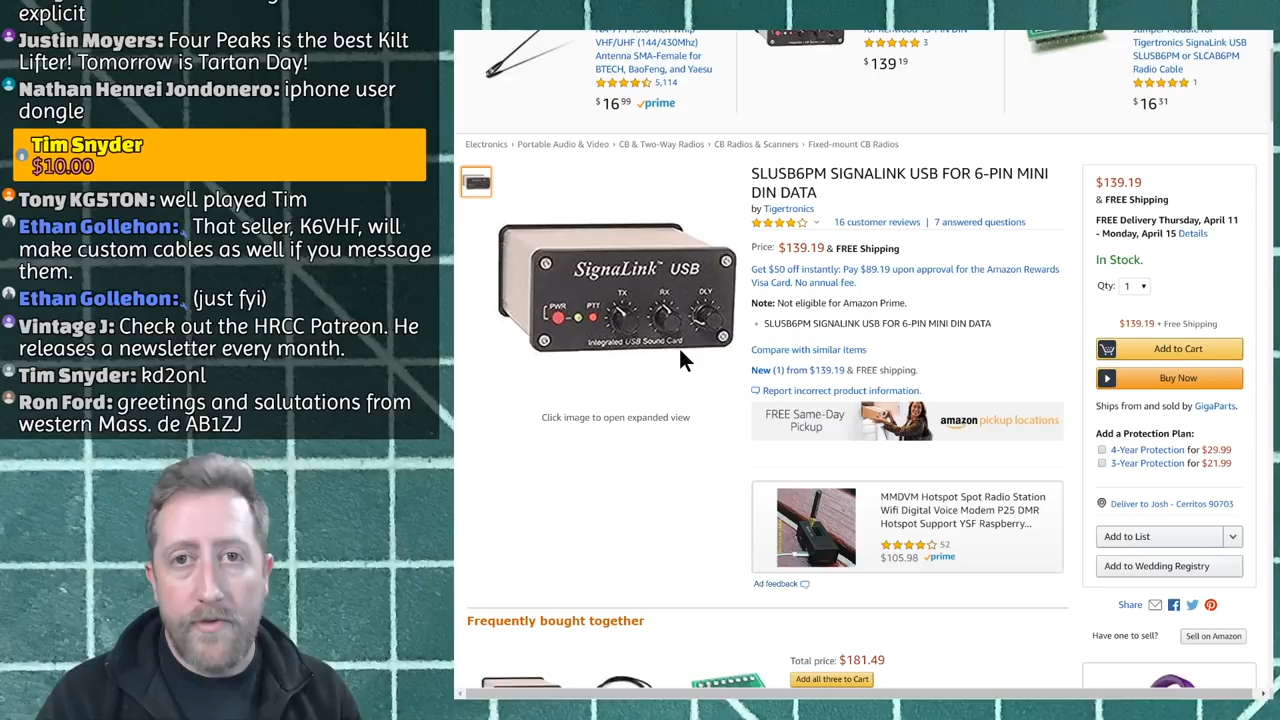 explicit
Justin Moyers: Four Peaks is the best Kilt
Lifter! Tomorrow is Tartan Day!
Nathan Henrei Jondonero: iphone user
dongle
Tim Snyder
$10.00
Tony KG5TON: well played Tim
Ethan Gollehon: That seller, K6VHF, will
make custom cables as well if you message
them.
Ethan Gollehon: (just fyi)
Vintage J: Check out the HRCC Patreon. He
releases a newsletter every month.
Tim Snyder: kd2onl
Ron Ford: greetings and salutations from
western Mass. de AB1ZJ
VHF/UHF (144/430Mhz)
Antenna SMA-Female for
BTECH, BaoFeng, and Yaesu
5,114
$16.99 prime
3
$139.19
Tigertronics SignaLink USB
SLUSB6PM or SLCAB6PM
Radio Cable
1
$16.31
Electronics › Portable Audio & Video › CB & Two-Way Radios › CB Radios & Scanners › Fixed-mount CB Radios
SignaLink™ USB
PWR PTT TX RX DLY
Integrated USB Sound Card
Click image to open expanded view
SLUSB6PM SIGNALINK USB FOR 6-PIN MINI
DIN DATA
by Tigertronics
16 customer reviews | 7 answered questions
Price: $139.19 & FREE Shipping
Get $50 off instantly: Pay $89.19 upon approval for the Amazon Rewards
Visa Card. No annual fee.
Note: Not eligible for Amazon Prime.
• SLUSB6PM SIGNALINK USB FOR 6-PIN MINI DIN DATA
Compare with similar items
New (1) from $139.19 & FREE shipping.
Report incorrect product information.
FREE Same-Day
Pickup
amazon pickup locations
MMDVM Hotspot Spot Radio Station
Wifi Digital Voice Modem P25 DMR
Hotspot Support YSF Raspberry...
52
$105.98 prime
Ad feedback
$139.19
& FREE Shipping
FREE Delivery Thursday, April 11
- Monday, April 15 Details
In Stock.
Qty: 1
$139.19 + Free Shipping
Add to Cart
Buy Now
Ships from and sold by GigaParts.
Add a Protection Plan:
4-Year Protection for $29.99
3-Year Protection for $21.99
Deliver to Josh - Cerritos 90703
Add to List
Add to Wedding Registry
Share
Have one to sell? Sell on Amazon
Frequently bought together
Total price: $181.49
Add all three to Cart